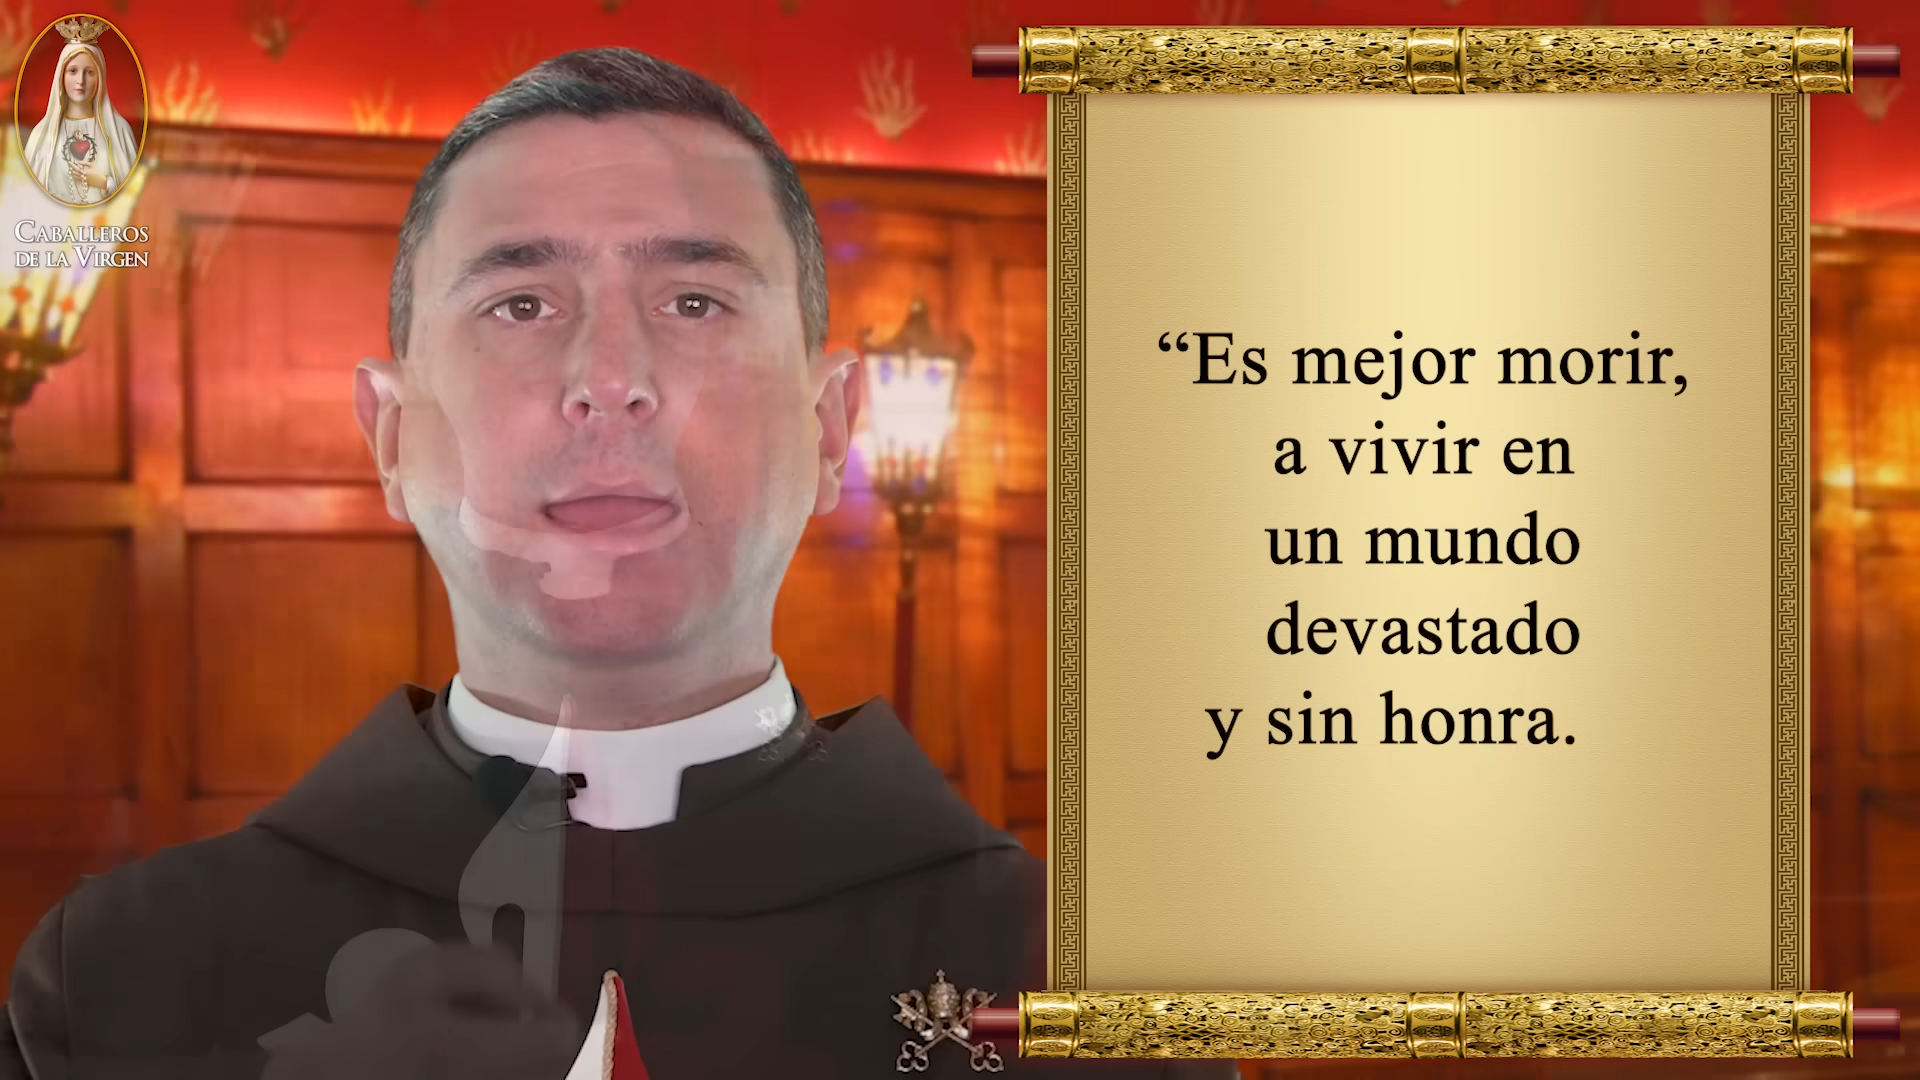 CABALLEROS
DE LA VIRGEN
“Es mejor morir,
a vivir en
un mundo
devastado
y sin honra.